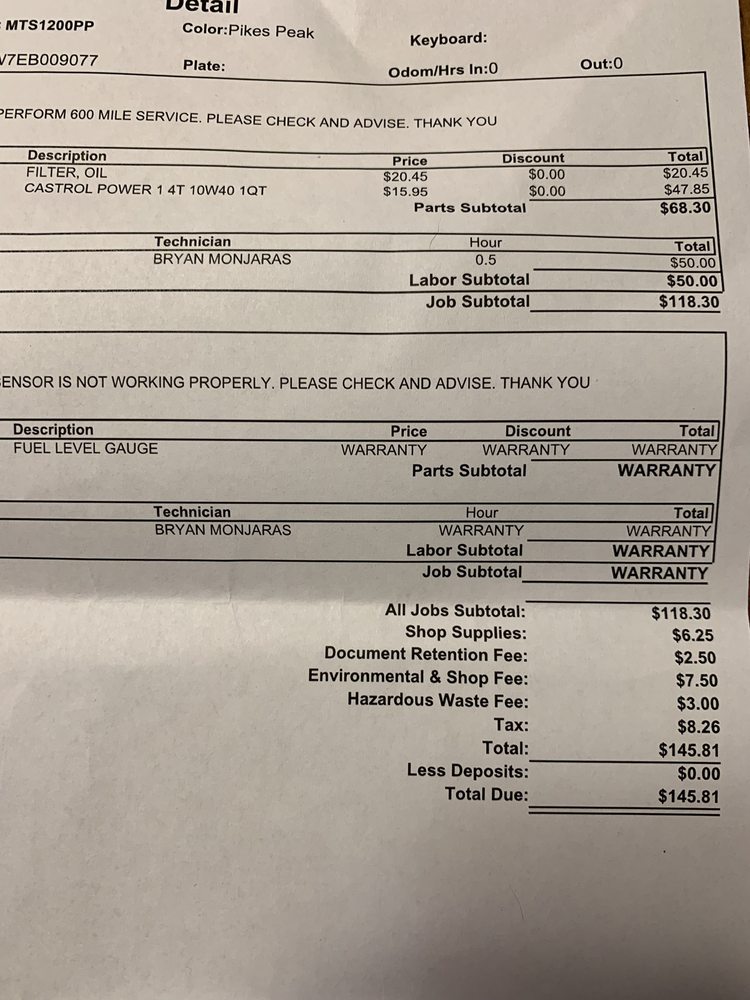 Detail
MTS1200PP Color:Pikes Peak Keyboard:
V7EB009077 Plate: Odom/Hrs In:0 Out:0
PERFORM 600 MILE SERVICE. PLEASE CHECK AND ADVISE. THANK YOU
Description Price Discount Total
FILTER, OIL $20.45 $0.00 $20.45
CASTROL POWER 1 4T 10W40 1QT $15.95 $0.00 $47.85
Parts Subtotal $68.30
Technician Hour Total
BRYAN MONJARAS 0.5 $50.00
Labor Subtotal $50.00
Job Subtotal $118.30
ENSOR IS NOT WORKING PROPERLY. PLEASE CHECK AND ADVISE. THANK YOU
Description Price Discount Total
FUEL LEVEL GAUGE WARRANTY WARRANTY WARRANTY
Parts Subtotal WARRANTY
Technician Hour Total
BRYAN MONJARAS WARRANTY WARRANTY
Labor Subtotal WARRANTY
Job Subtotal WARRANTY
All Jobs Subtotal: $118.30
Shop Supplies: $6.25
Document Retention Fee: $2.50
Environmental & Shop Fee: $7.50
Hazardous Waste Fee: $3.00
Tax: $8.26
Total: $145.81
Less Deposits: $0.00
Total Due: $145.81